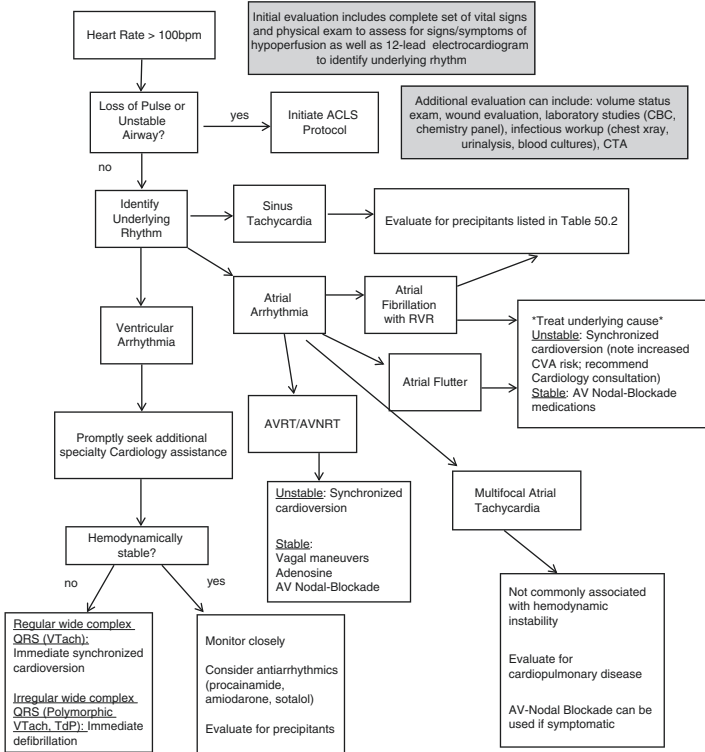 Heart Rate > 100bpm
Initial evaluation includes complete set of vital signs
and physical exam to assess for signs/symptoms of
hypoperfusion as well as 12-lead electrocardiogram
to identify underlying rhythm
Loss of Pulse or
Unstable
Airway?
yes
Initiate ACLS
Protocol
Additional evaluation can include: volume status
exam, wound evaluation, laboratory studies (CBC,
chemistry panel), infectious workup (chest xray,
urinalysis, blood cultures), CTA
no
Identify
Underlying
Rhythm
Sinus
Tachycardia
Evaluate for precipitants listed in Table 50.2
Atrial
Arrhythmia
Atrial
Fibrillation
with RVR
Ventricular
Arrhythmia
*Treat underlying cause*
Unstable: Synchronized
cardioversion (note increased
CVA risk; recommend
Cardiology consultation)
Stable: AV Nodal-Blockade
medications
Atrial Flutter
AVRT/AVNRT
Promptly seek additional
specialty Cardiology assistance
Unstable: Synchronized
cardioversion
Stable:
Vagal maneuvers
Adenosine
AV Nodal-Blockade
Multifocal Atrial
Tachycardia
Hemodynamically
stable?
no
yes
Regular wide complex
QRS (VTach):
Immediate synchronized
cardioversion
Irregular wide complex
QRS (Polymorphic
VTach, TdP): Immediate
defibrillation
Monitor closely
Consider antiarrhythmics
(procainamide,
amiodarone, sotalol)
Evaluate for precipitants
Not commonly associated
with hemodynamic
instability
Evaluate for
cardiopulmonary disease
AV-Nodal Blockade can be
used if symptomatic